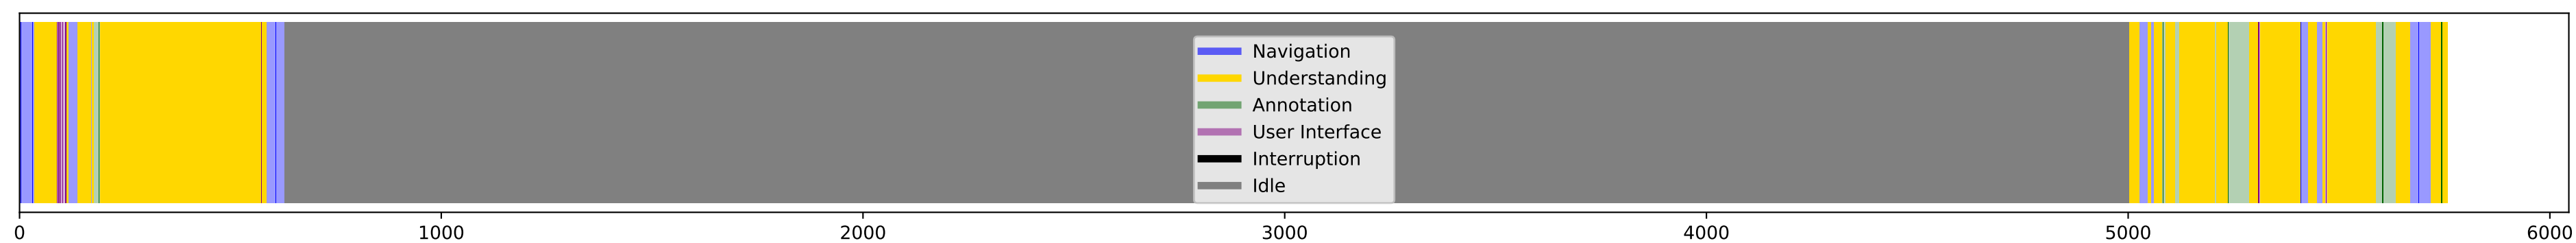 Navigation
Understanding
Annotation
User Interface
Interruption
Idle
0 1000 2000 3000 4000 5000 6000